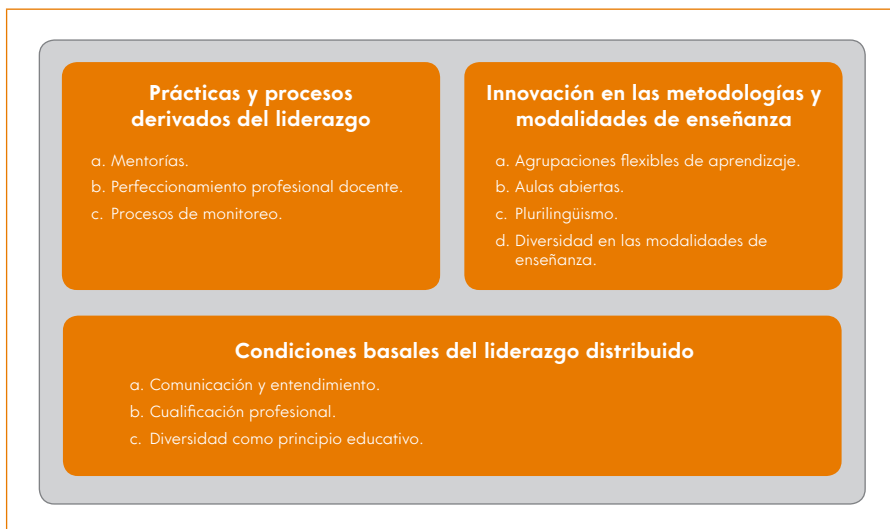 Prácticas y procesos
derivados del liderazgo
a. Mentorías.
b. Perfeccionamiento profesional docente.
c. Procesos de monitoreo.
Innovación en las metodologías y
modalidades de enseñanza
a. Agrupaciones flexibles de aprendizaje.
b. Aulas abiertas.
c. Plurilingüismo.
d. Diversidad en las modalidades de
enseñanza.
Condiciones basales del liderazgo distribuido
a. Comunicación y entendimiento.
b. Cualificación profesional.
c. Diversidad como principio educativo.